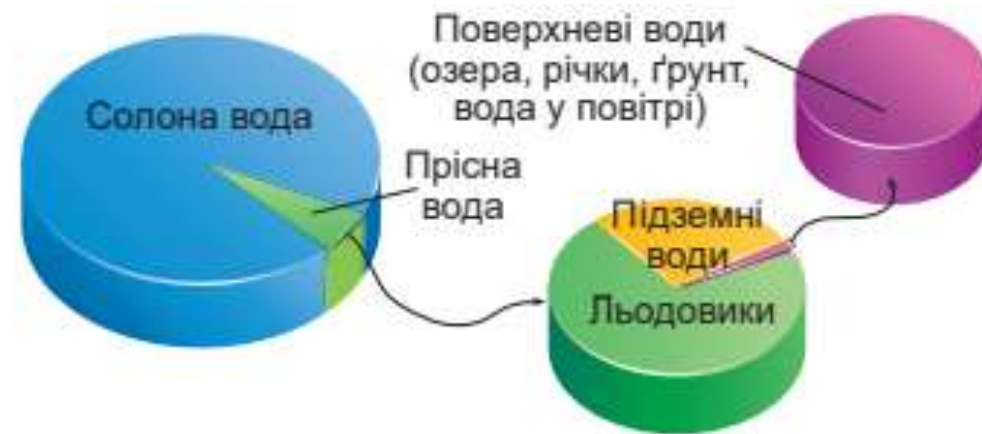 Солона вода
Прісна
вода
Поверхневі води
(озера, річки, ґрунт,
вода у повітрі)
Підземні
води
Льодовики